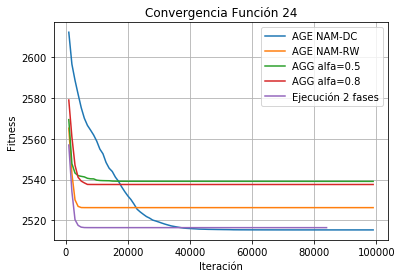 Convergencia Función 24
AGE NAM-DC
AGE NAM-RW
AGG alfa=0.5
AGG alfa=0.8
Ejecución 2 fases
Fitness
2600
2580
2560
2540
2520
0
20000
40000
60000
80000
100000
Iteración